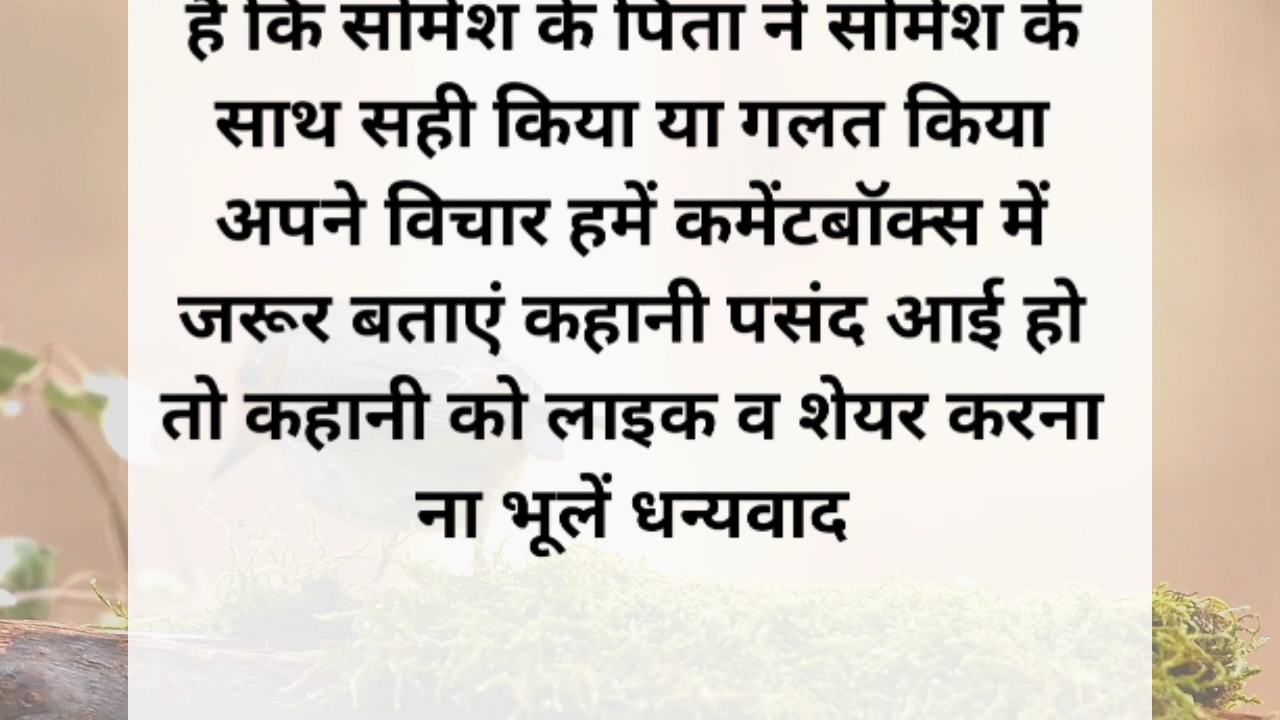 है कि सोमेश के पिता ने सोमेश के
साथ सही किया या गलत किया
अपने विचार हमें कमेंटबॉक्स में
जरूर बताएं कहानी पसंद आई हो
तो कहानी को लाइक व शेयर करना
ना भूलें धन्यवाद